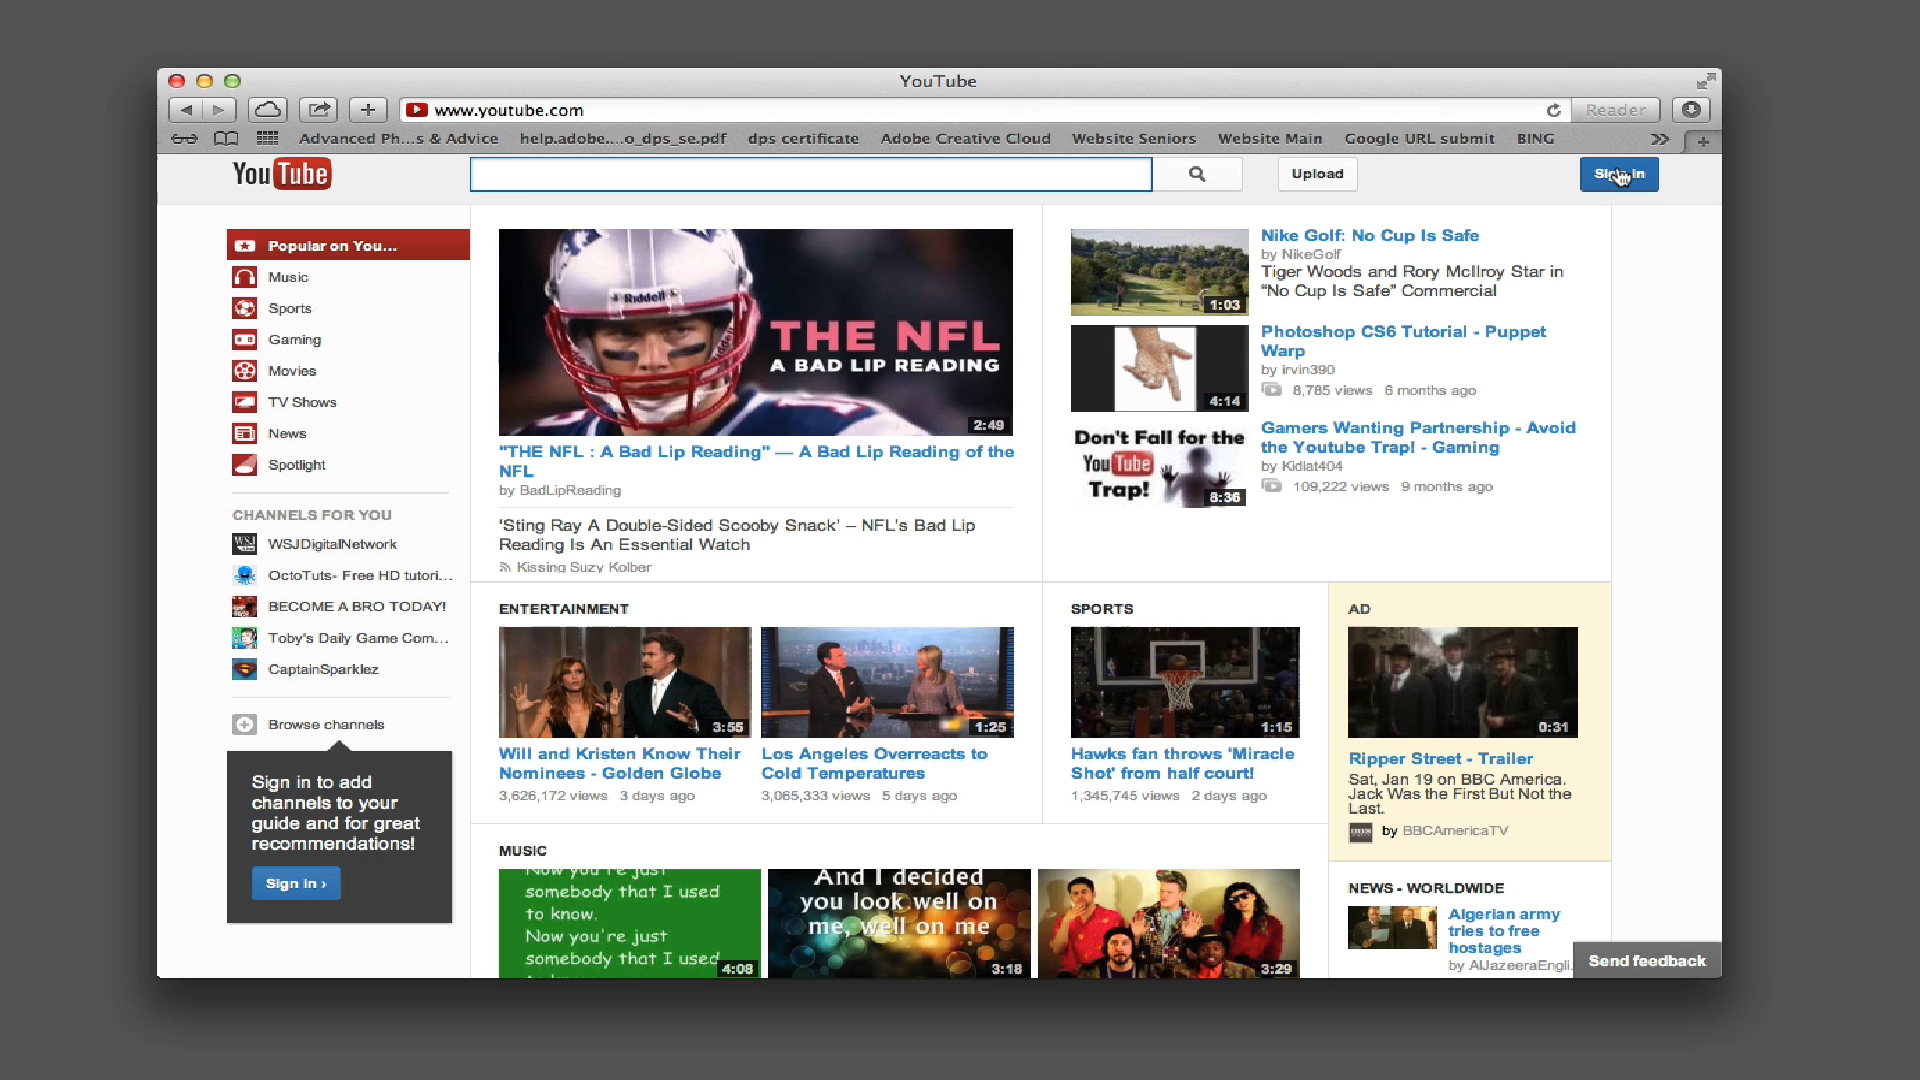 YouTube
www.youtube.com
Reader
Advanced Ph...s & Advice
help.adobe....o_dps_se.pdf
dps certificate
Adobe Creative Cloud
Website Seniors
Website Main
Google URL submit
BING
YouTube
Upload
Sign in
Popular on You...
Music
Sports
Gaming
Movies
TV Shows
News
Spotlight
CHANNELS FOR YOU
WSJDigitalNetwork
OctoTuts- Free HD tutori...
BECOME A BRO TODAY!
Toby's Daily Game Com...
CaptainSparklez
Browse channels
Sign in to add
channels to your
guide and for great
recommendations!
Sign in ›
Riddell
THE NFL
A BAD LIP READING
2:49
"THE NFL : A Bad Lip Reading" — A Bad Lip Reading of the
NFL
by BadLipReading
'Sting Ray A Double-Sided Scooby Snack' – NFL's Bad Lip
Reading Is An Essential Watch
Kissing Suzy Kolber
1:03
Nike Golf: No Cup Is Safe
by NikeGolf
Tiger Woods and Rory McIlroy Star in
"No Cup Is Safe" Commercial
4:14
Photoshop CS6 Tutorial - Puppet
Warp
by irvin390
8,785 views 6 months ago
Don't Fall for the
YouTube
Trap!
8:36
Gamers Wanting Partnership - Avoid
the Youtube Trap! - Gaming
by Kidlat404
109,222 views 9 months ago
ENTERTAINMENT
3:55
Will and Kristen Know Their
Nominees - Golden Globe
3,626,172 views 3 days ago
1:25
Los Angeles Overreacts to
Cold Temperatures
3,065,333 views 5 days ago
SPORTS
1:15
Hawks fan throws 'Miracle
Shot' from half court!
1,345,745 views 2 days ago
AD
0:31
Ripper Street - Trailer
Sat, Jan 19 on BBC America.
Jack Was the First But Not the
Last.
by BBCAmericaTV
MUSIC
Now you're just
somebody that I used
to know.
Now you're just
somebody that I used
4:08
And I decided
you look well on
me, well on me
3:18
3:29
NEWS - WORLDWIDE
Algerian army
tries to free
hostages
by AlJazeeraEngli...
Send feedback